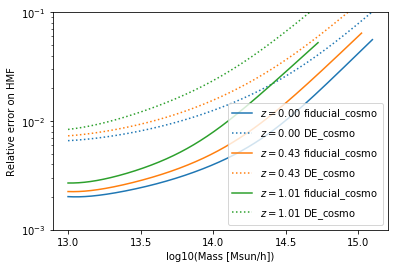 10⁻¹
10⁻²
10⁻³
Relative error on HMF
z = 0.00 fiducial_cosmo
z = 0.00 DE_cosmo
z = 0.43 fiducial_cosmo
z = 0.43 DE_cosmo
z = 1.01 fiducial_cosmo
z = 1.01 DE_cosmo
13.0 13.5 14.0 14.5 15.0
log10(Mass [Msun/h])